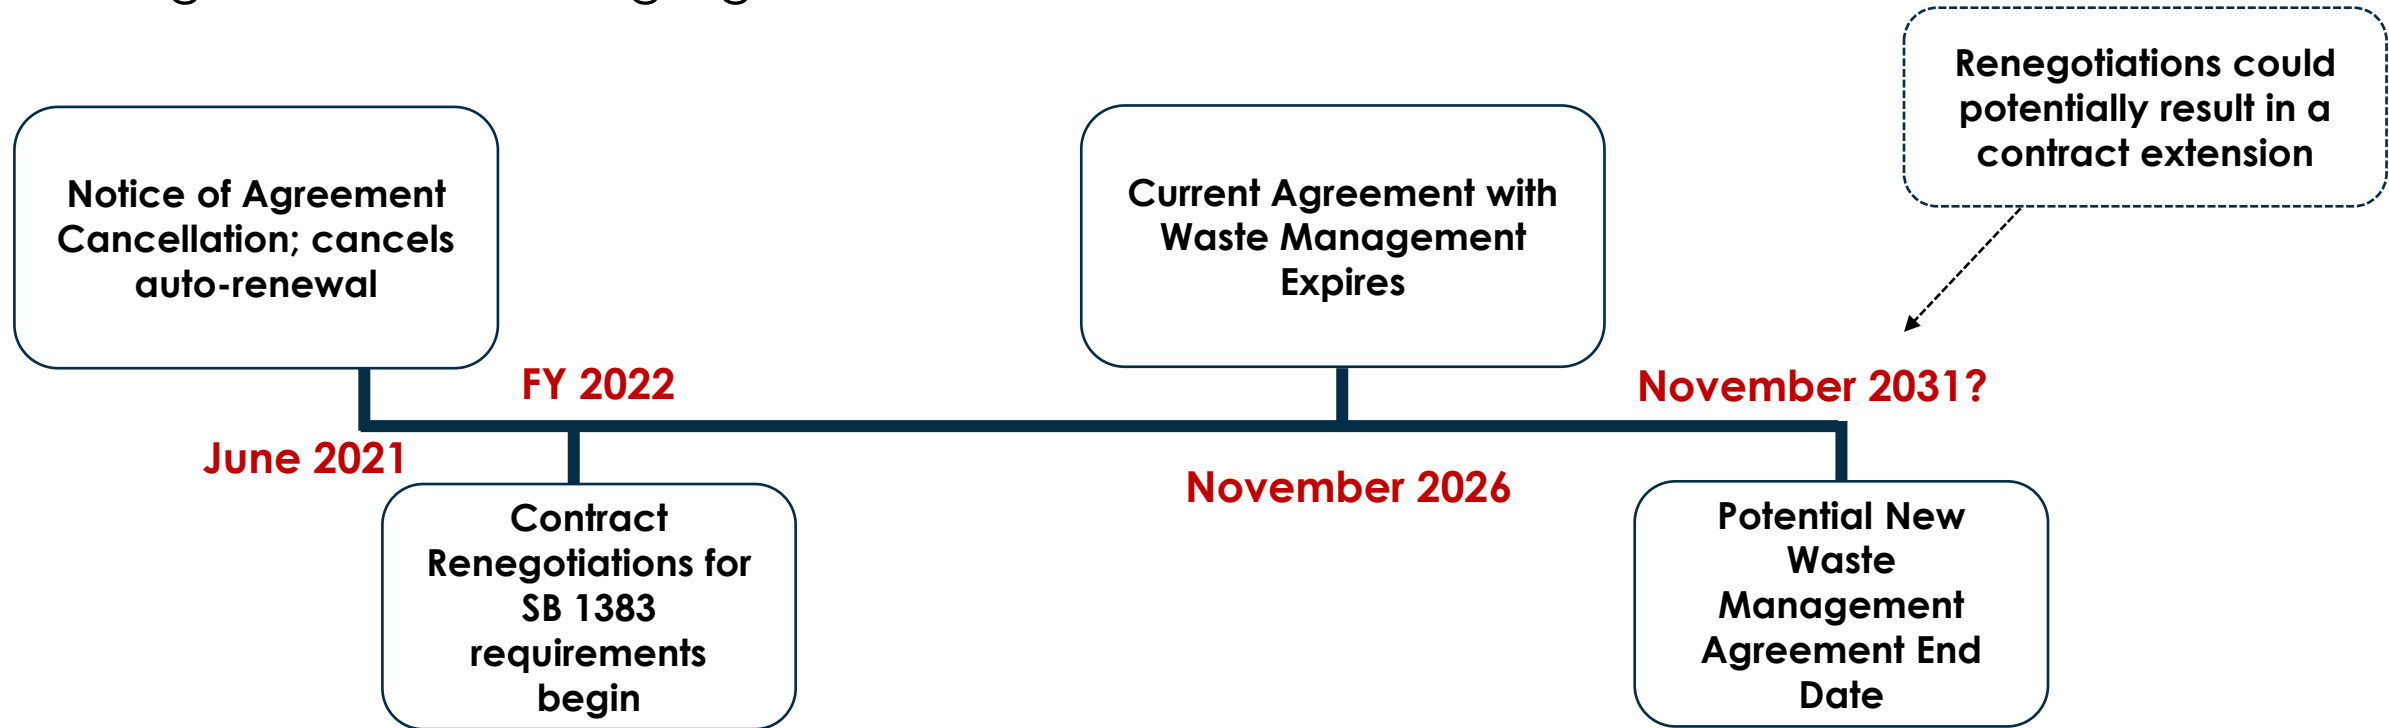 Renegotiations could
potentially result in a
contract extension
Notice of Agreement
Cancellation; cancels
auto-renewal
Current Agreement with
Waste Management
Expires
FY 2022
November 2031?
June 2021
November 2026
Contract
Renegotiations for
SB 1383
requirements
begin
Potential New
Waste
Management
Agreement End
Date